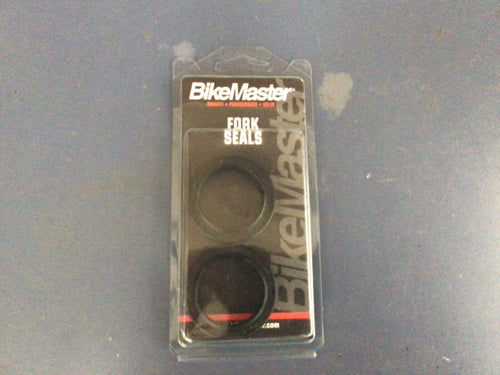 BikeMaster
QUALITY • PERFORMANCE • VALUE
FORK
SEALS
BikeMaster
.com